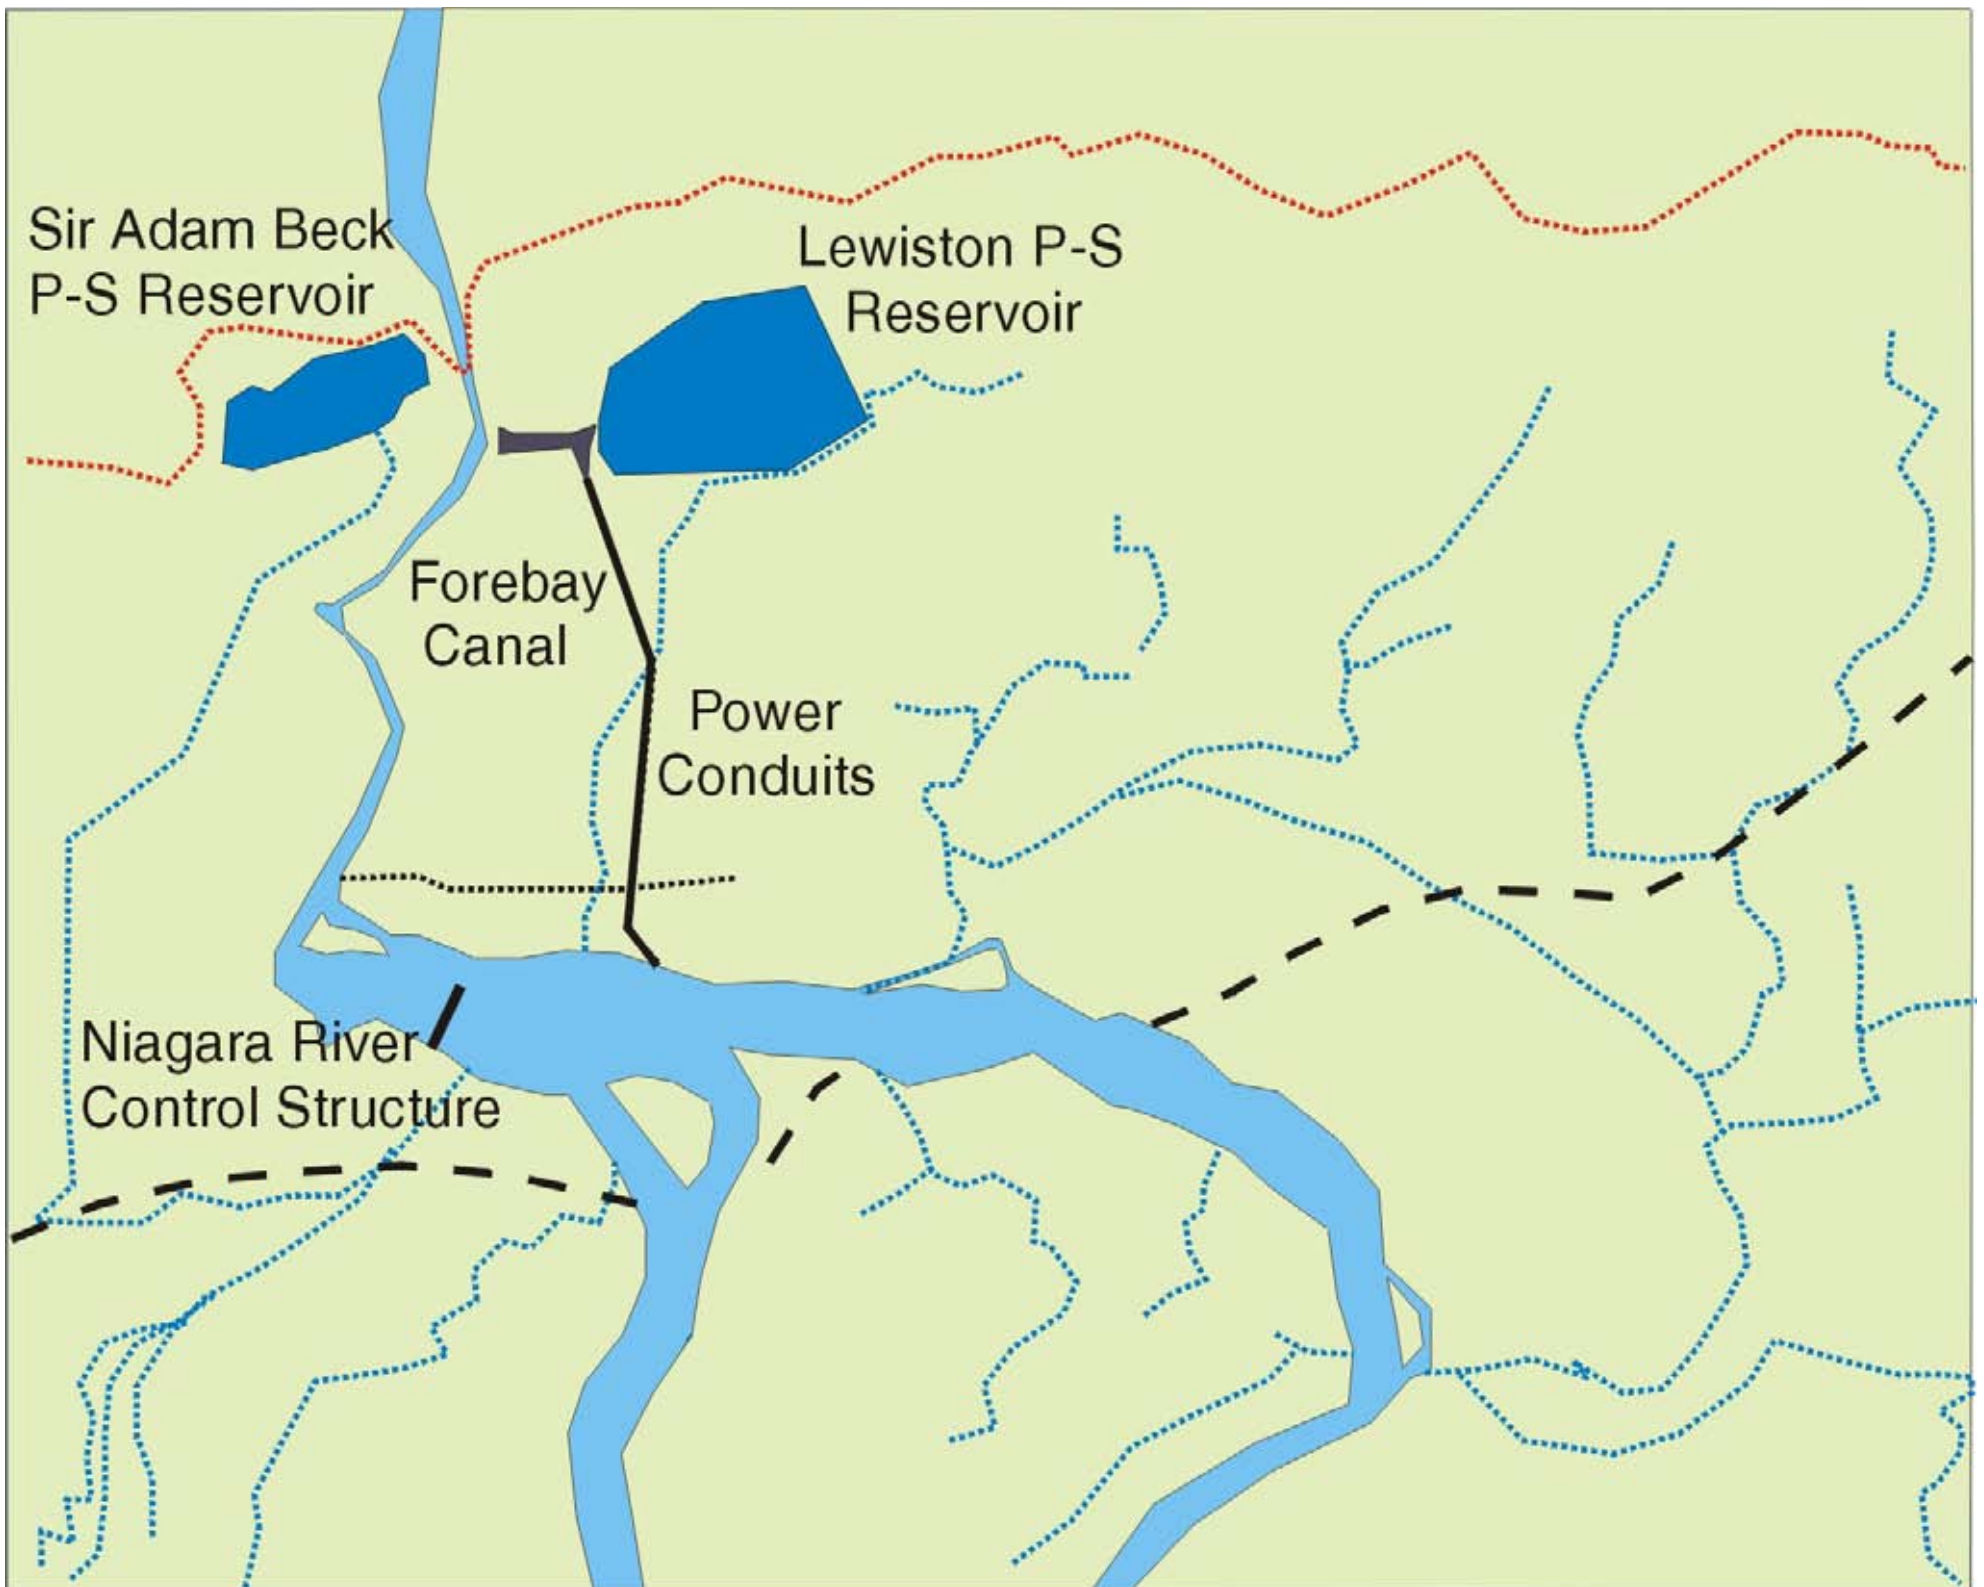 Sir Adam Beck
P-S Reservoir
Lewiston P-S
Reservoir
Forebay
Canal
Power
Conduits
Niagara River
Control Structure